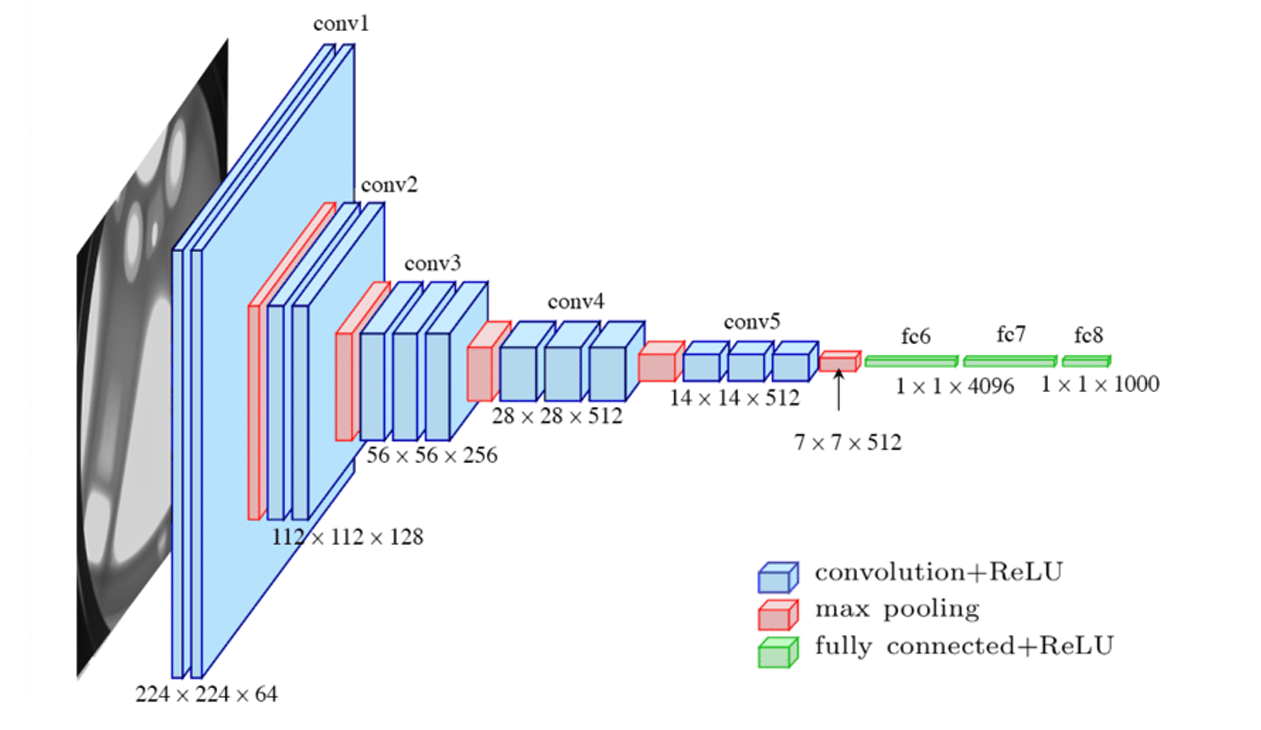 conv1
conv2
conv3
conv4
conv5
fc6
fc7
fc8
1 × 1 × 4096
1 × 1 × 1000
14 × 14 × 512
28 × 28 × 512
7 × 7 × 512
56 × 56 × 256
112 × 112 × 128
224 × 224 × 64
convolution+ReLU
max pooling
fully connected+ReLU